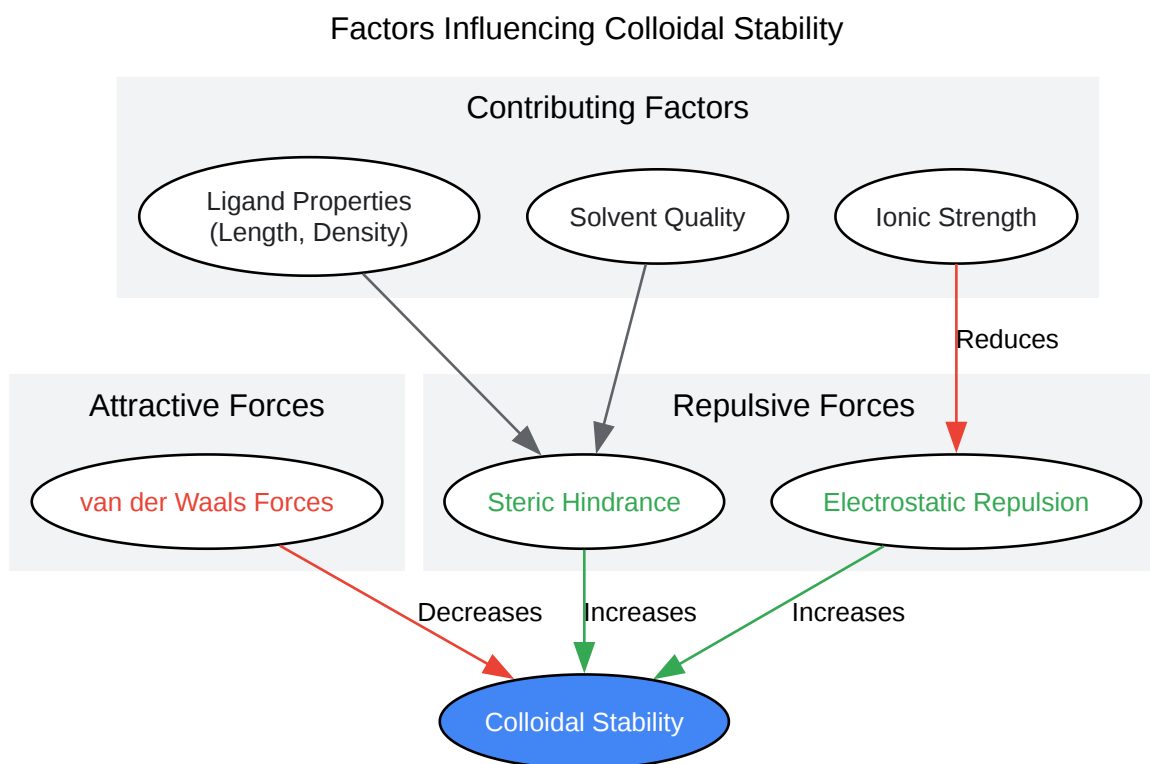 Factors Influencing Colloidal Stability
Contributing Factors
Ligand Properties
(Length, Density)
Solvent Quality
Ionic Strength
Reduces
Attractive Forces
Repulsive Forces
van der Waals Forces
Steric Hindrance
Electrostatic Repulsion
Decreases
Increases
Increases
Colloidal Stability